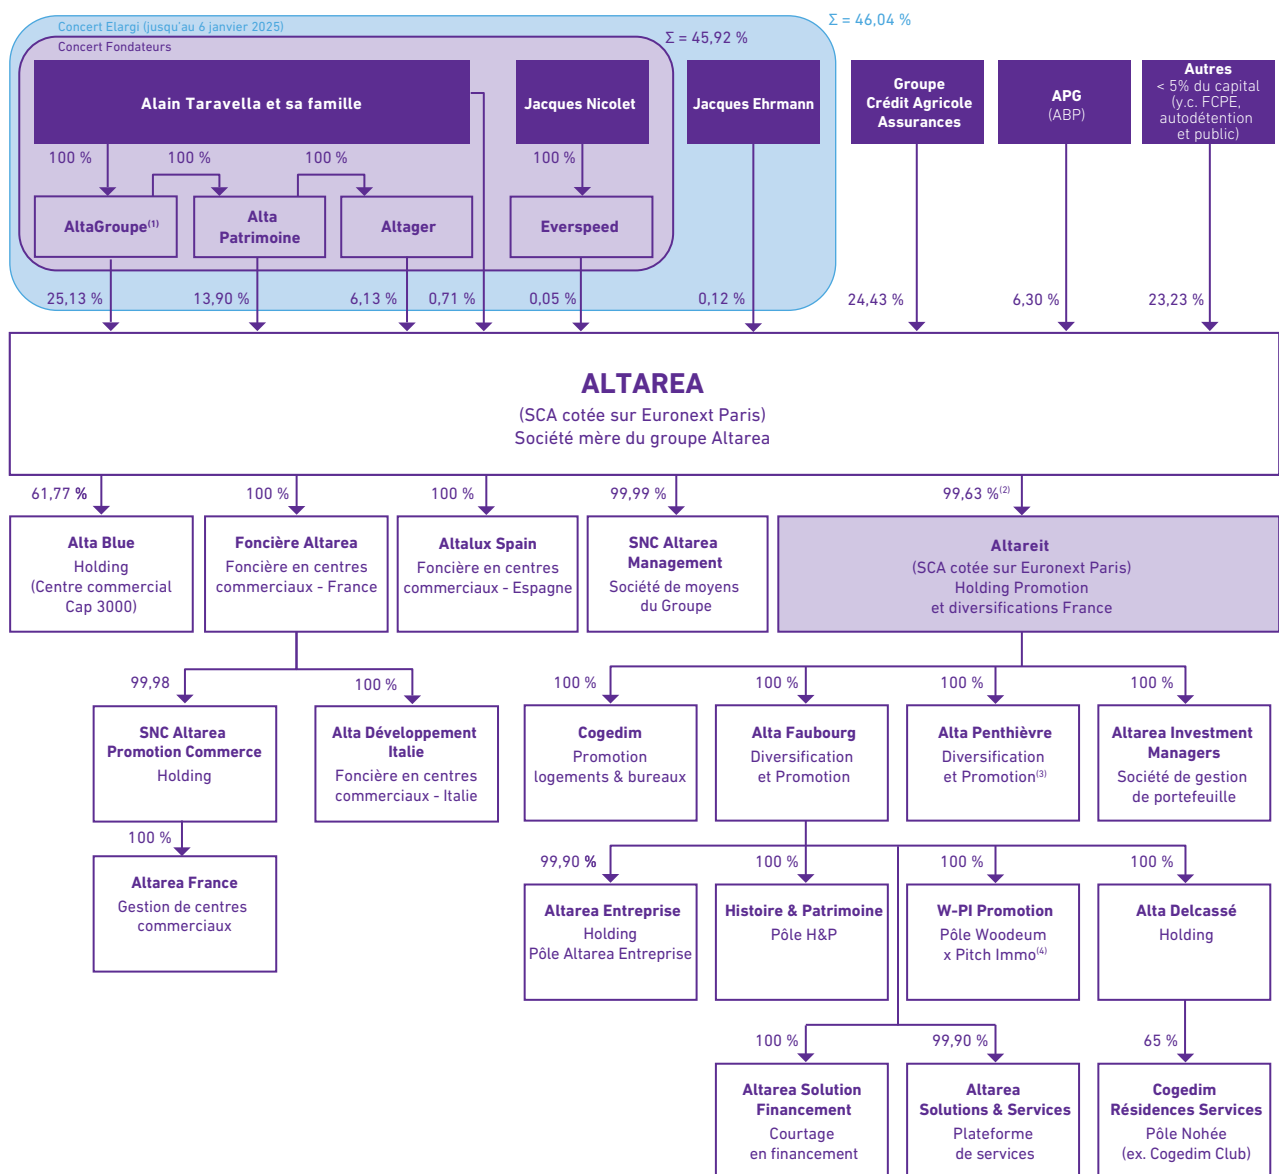 Concert Elargi (jusqu'au 6 janvier 2025)
Σ = 46,04 %
Concert Fondateurs
Σ = 45,92 %
Alain Taravella et sa famille
Jacques Nicolet
Jacques Ehrmann
Groupe
Crédit Agricole
Assurances
APG
(ABP)
Autres
< 5% du capital
(y.c. FCPE,
autodétention
et public)
100 %
100 %
100 %
100 %
AltaGroupe(1)
Alta
Patrimoine
Altager
Everspeed
25,13 %
13,90 %
6,13 %
0,71 %
0,05 %
0,12 %
24,43 %
6,30 %
23,23 %
ALTAREA
(SCA cotée sur Euronext Paris)
Société mère du groupe Altarea
61,77 %
100 %
100 %
99,99 %
99,63 %(2)
Alta Blue
Holding
(Centre commercial
Cap 3000)
Foncière Altarea
Foncière en centres
commerciaux - France
Altalux Spain
Foncière en centres
commerciaux - Espagne
SNC Altarea
Management
Société de moyens
du Groupe
Altareit
(SCA cotée sur Euronext Paris)
Holding Promotion
et diversifications France
99,98
100 %
100 %
100 %
100 %
100 %
SNC Altarea
Promotion Commerce
Holding
Alta Développement
Italie
Foncière en centres
commerciaux - Italie
Cogedim
Promotion
logements & bureaux
Alta Faubourg
Diversification
et Promotion
Alta Penthièvre
Diversification
et Promotion(3)
Altarea Investment
Managers
Société de gestion
de portefeuille
100 %
99,90 %
100 %
100 %
100 %
Altarea France
Gestion de centres
commerciaux
Altarea Entreprise
Holding
Pôle Altarea Entreprise
Histoire & Patrimoine
Pôle H&P
W-PI Promotion
Pôle Woodeum
x Pitch Immo(4)
Alta Delcassé
Holding
100 %
99,90 %
65 %
Altarea Solution
Financement
Courtage
en financement
Altarea
Solutions & Services
Plateforme
de services
Cogedim
Résidences Services
Pôle Nohée
(ex. Cogedim Club)